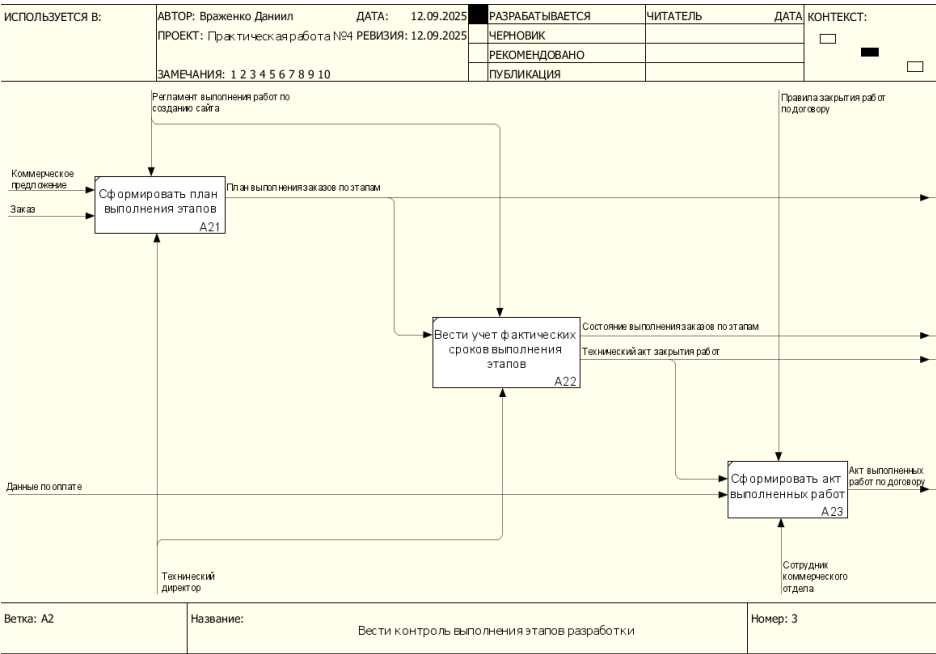 ИСПОЛЬЗУЕТСЯ В:
АВТОР: Враженко Даниил
ДАТА: 12.09.2025
ПРОЕКТ: Практическая работа №4
РЕВИЗИЯ: 12.09.2025
ЗАМЕЧАНИЯ: 1 2 3 4 5 6 7 8 9 10
РАЗРАБАТЫВАЕТСЯ
ЧЕРНОВИК
РЕКОМЕНДОВАНО
ПУБЛИКАЦИЯ
ЧИТАТЕЛЬ
ДАТА
КОНТЕКСТ:
Регламент выполнения работ по
созданию сайта
Правила закрытия работ
по договору
Коммерческое
предложение
Заказ
Сформировать план
выполнения этапов
A21
План выполнения заказов по этапам
Вести учет фактических
сроков выполнения
этапов
A22
Состояние выполнения заказов по этапам
Технический акт закрытия работ
Данные по оплате
Сформировать акт
выполненных работ
A23
Акт выполненных
работ по договору
Технический
директор
Сотрудник
коммерческого
отдела
Ветка: A2
Название:
Вести контроль выполнения этапов разработки
Номер: 3